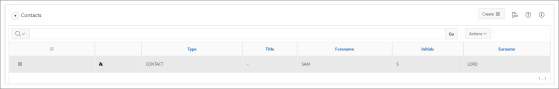 Contacts
Create
Go
Actions
Type Title Forename Initials Surname
CONTACT - SAM S LORD
1 - 1